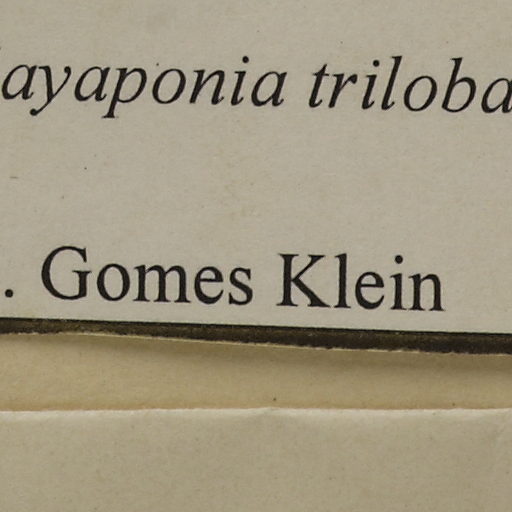 ayaponia triloba
. Gomes Klein